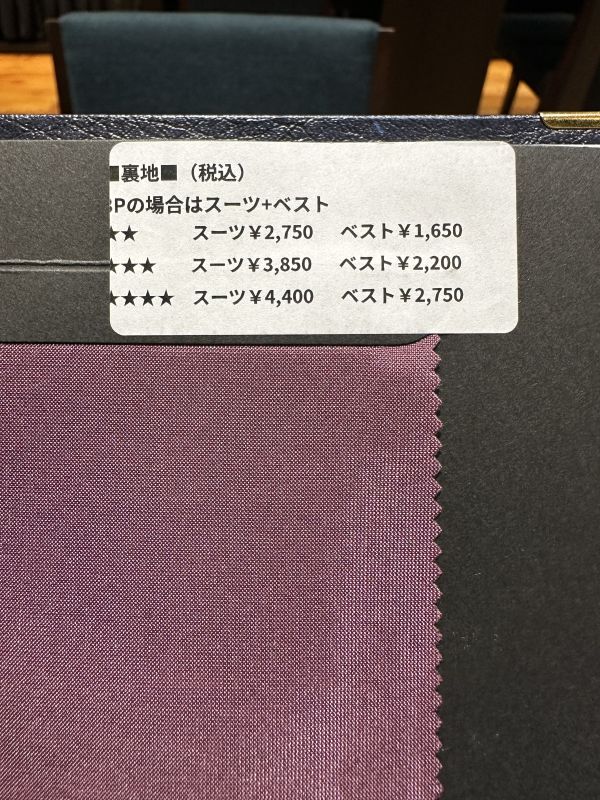 ■裏地■（税込）
3Pの場合はスーツ+ベスト
★★ スーツ￥2,750 ベスト￥1,650
★★★ スーツ￥3,850 ベスト￥2,200
★★★★ スーツ￥4,400 ベスト￥2,750